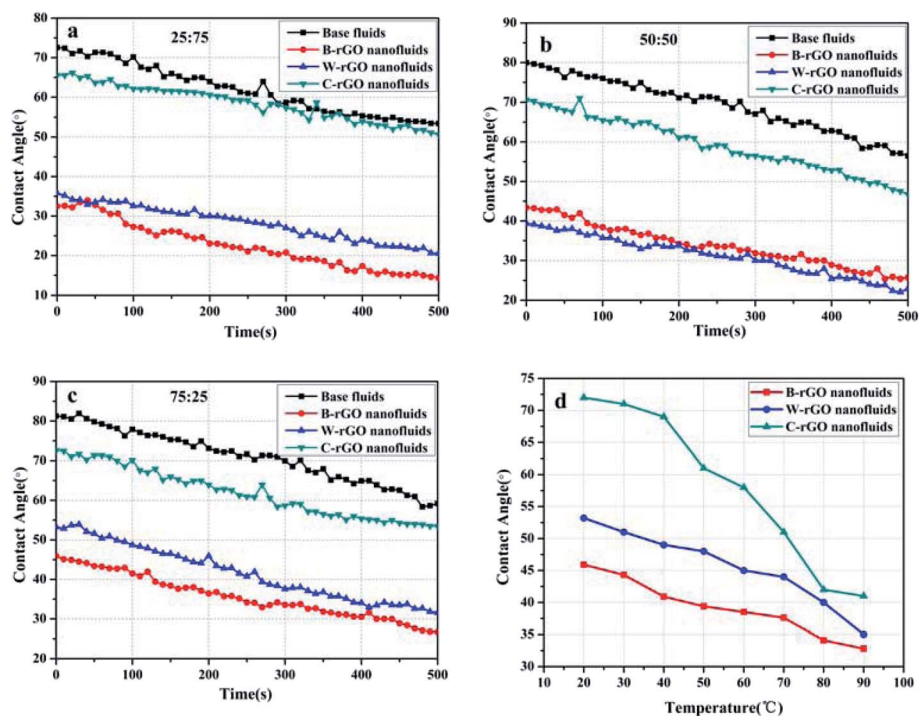 a
25:75
Base fluids
B-rGO nanofluids
W-rGO nanofluids
C-rGO nanofluids
Contact Angle(°)
80
70
60
50
40
30
20
10
0 100 200 300 400 500
Time(s)
b
50:50
Base fluids
B-rGO nanofluids
W-rGO nanofluids
C-rGO nanofluids
Contact Angle(°)
90
80
70
60
50
40
30
20
0 100 200 300 400 500
Time(s)
c
75:25
Base fluids
B-rGO nanofluids
W-rGO nanofluids
C-rGO nanofluids
Contact Angle(°)
90
80
70
60
50
40
30
20
0 100 200 300 400 500
Time(s)
d
B-rGO nanofluids
W-rGO nanofluids
C-rGO nanofluids
Contact Angle(°)
75
70
65
60
55
50
45
40
35
30
10 20 30 40 50 60 70 80 90 100
Temperature(℃)